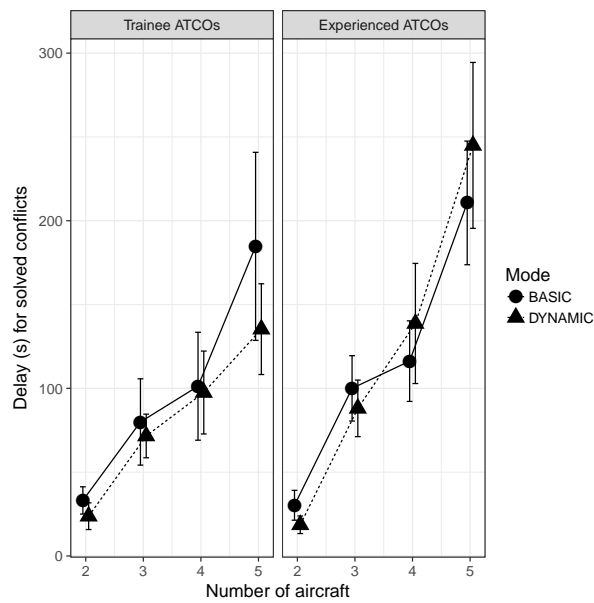 Trainee ATCOs
Experienced ATCOs
300
200
100
0
2 3 4 5
2 3 4 5
Number of aircraft
Delay (s) for solved conflicts
Mode
BASIC
DYNAMIC